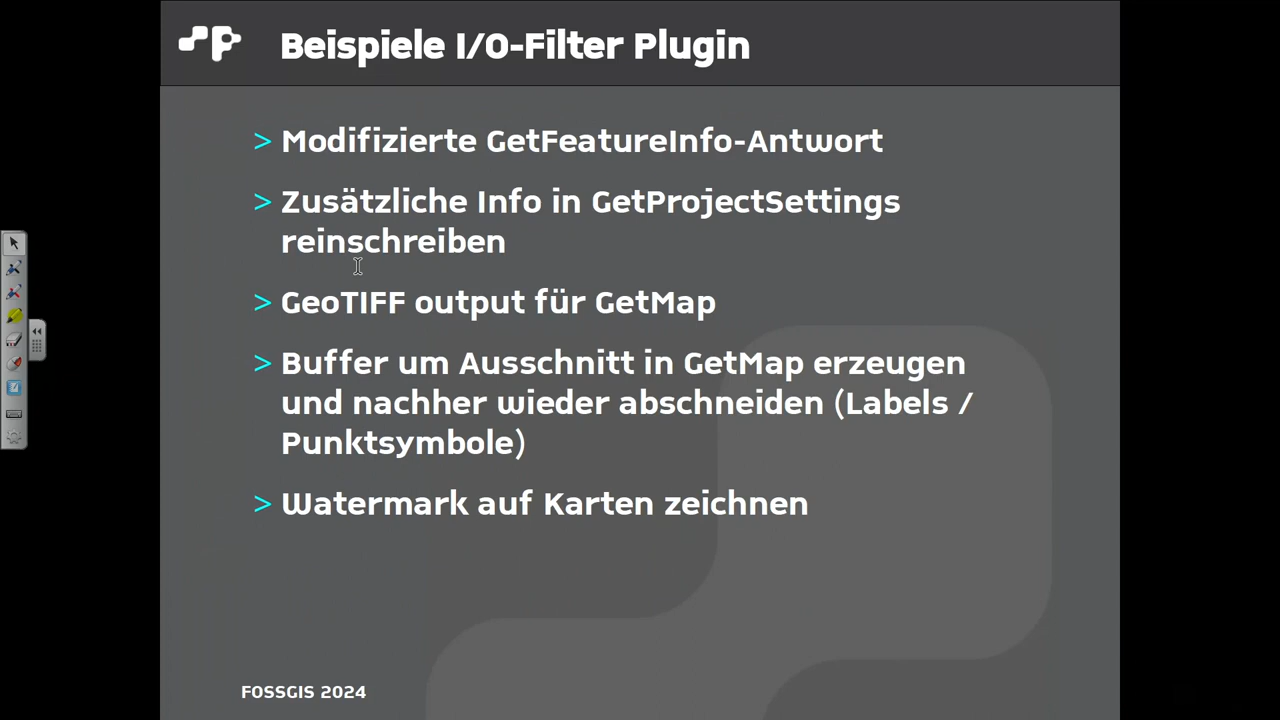 Beispiele I/O-Filter Plugin
> Modifizierte GetFeatureInfo-Antwort
> Zusätzliche Info in GetProjectSettings
reinschreiben
> GeoTIFF output für GetMap
> Buffer um Ausschnitt in GetMap erzeugen
und nachher wieder abschneiden (Labels /
Punktsymbole)
> Watermark auf Karten zeichnen
FOSSGIS 2024